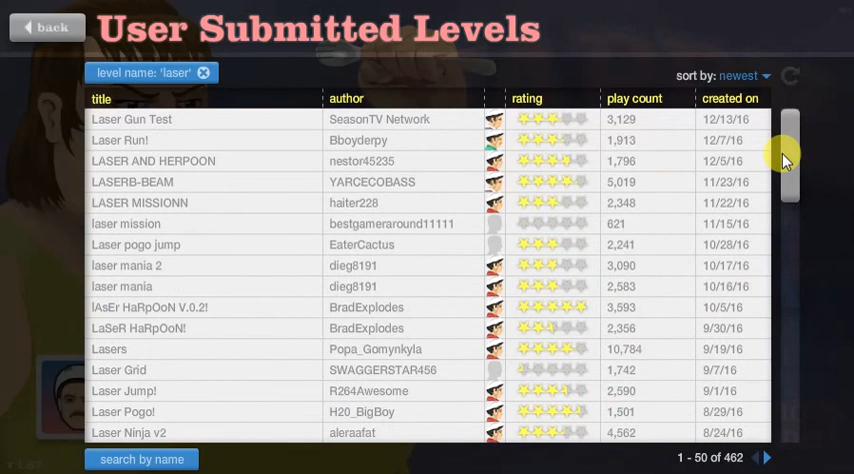 back
User Submitted Levels
level name: 'laser'
sort by: newest
title author rating play count created on
Laser Gun Test SeasonTV Network 3,129 12/13/16
Laser Run! Bboyderpy 1,913 12/7/16
LASER AND HERPOON nestor45235 1,796 12/5/16
LASERB-BEAM YARCECOBASS 5,019 11/23/16
LASER MISSIONN haiter228 2,348 11/22/16
laser mission bestgameraround11111 621 11/15/16
Laser pogo jump EaterCactus 2,241 10/28/16
laser mania 2 dieg8191 3,090 10/17/16
laser mania dieg8191 2,583 10/16/16
lAsEr HaRpOoN V.0.2! BradExplodes 3,593 10/5/16
LaSeR HaRpOoN! BradExplodes 2,356 9/30/16
Lasers Popa_Gomynkyla 10,784 9/19/16
Laser Grid SWAGGERSTAR456 1,742 9/7/16
Laser Jump! R264Awesome 2,590 9/1/16
Laser Pogo! H20_BigBoy 1,501 8/29/16
Laser Ninja v2 aleraafat 4,562 8/24/16
search by name
1 - 50 of 462